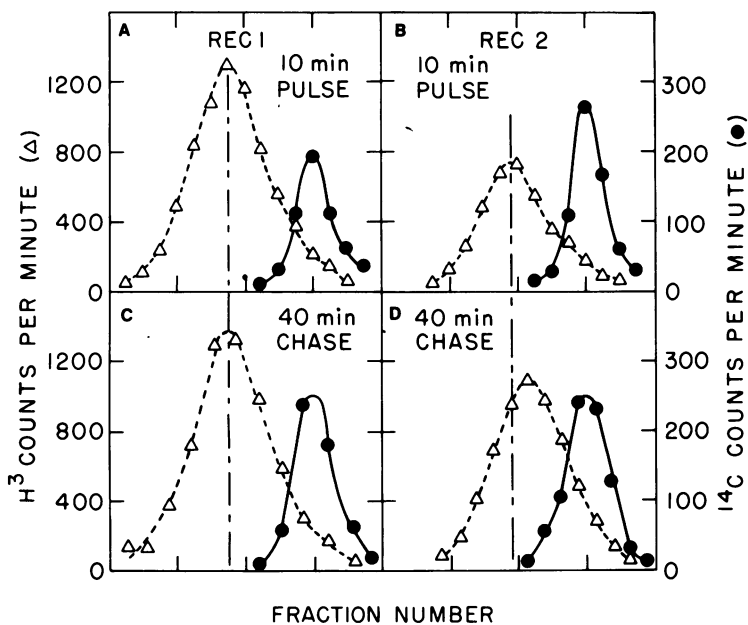 A
REC 1
10 min
PULSE
B
REC 2
10 min
PULSE
C
40 min
CHASE
D
40 min
CHASE
1200
800
400
0
1200
800
400
0
300
200
100
0
300
200
100
0
H³ COUNTS PER MINUTE (△)
¹⁴C COUNTS PER MINUTE (●)
FRACTION NUMBER